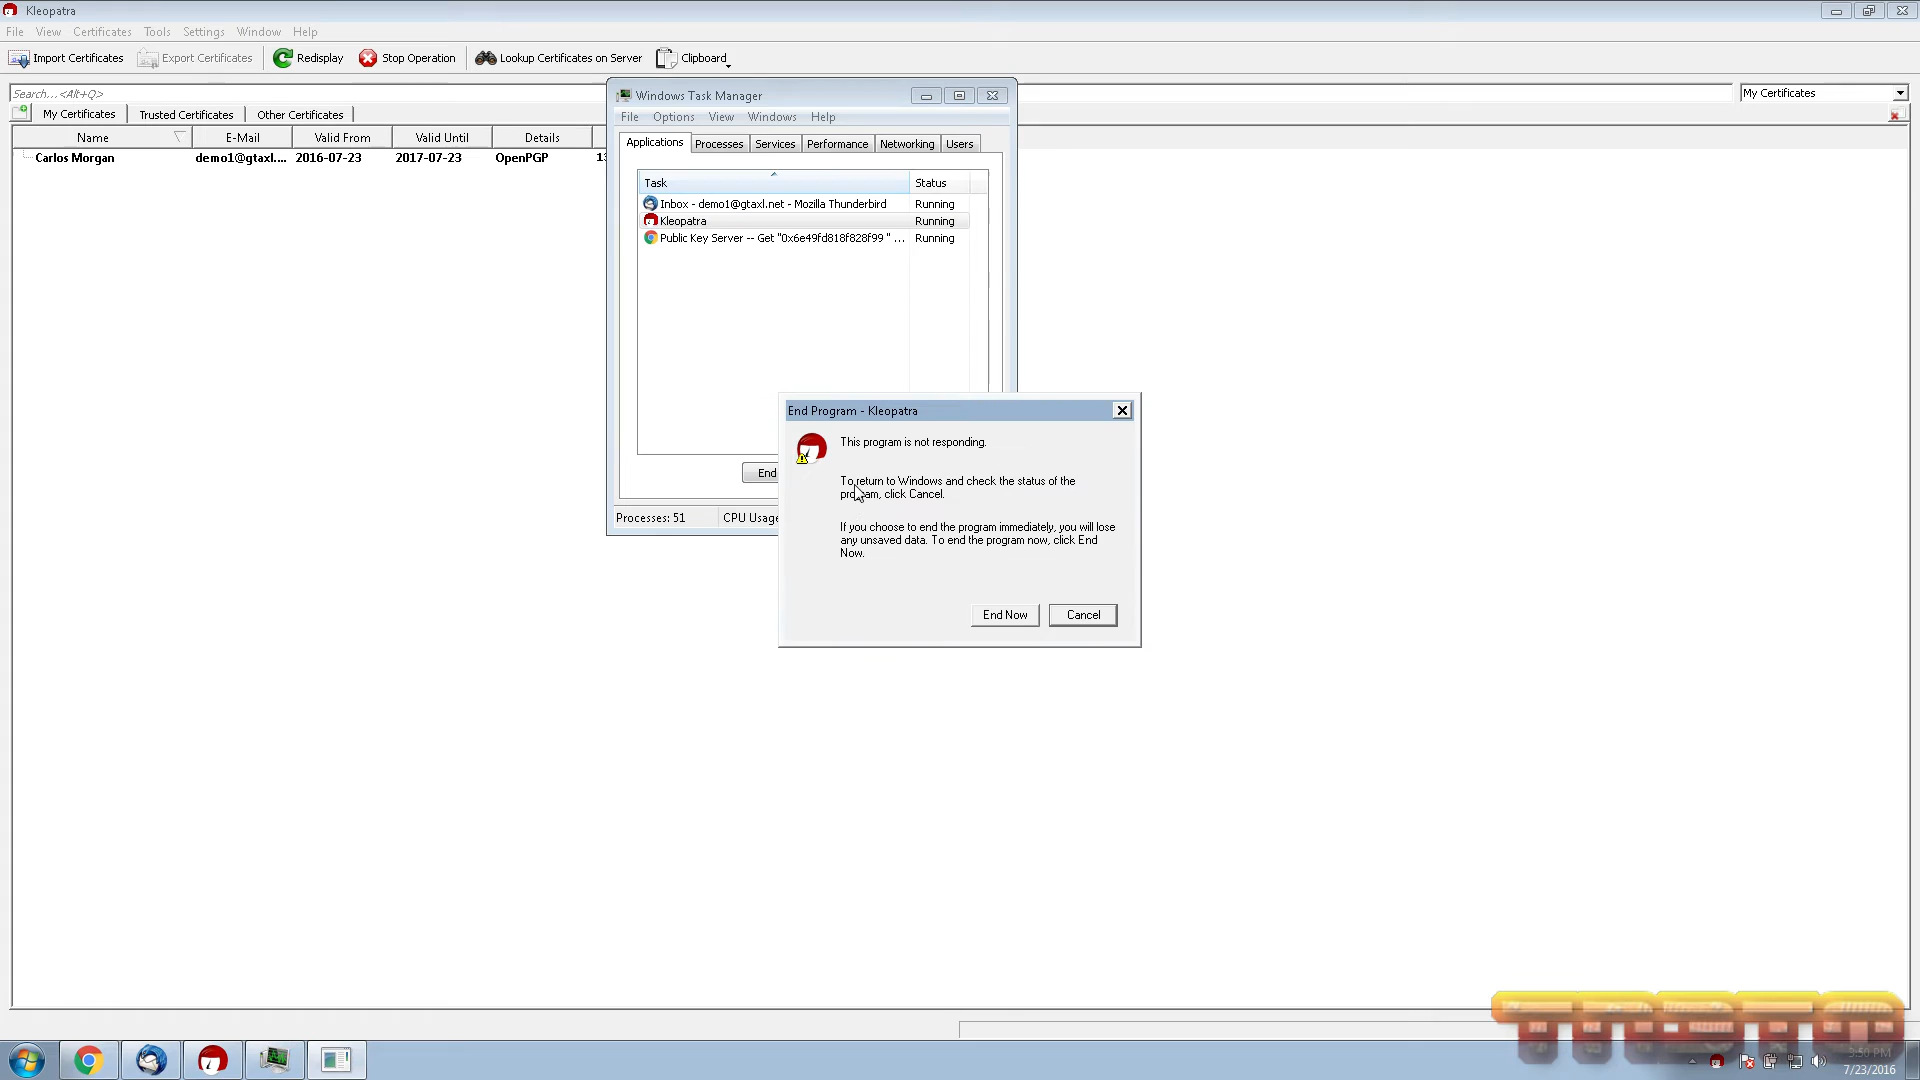 Kleopatra
File View Certificates Tools Settings Window Help
Import Certificates Export Certificates Redisplay Stop Operation Lookup Certificates on Server Clipboard
Search...<Alt+Q>
My Certificates
My Certificates Trusted Certificates Other Certificates
Name E-Mail Valid From Valid Until Details
Carlos Morgan demo1@gtaxl.... 2016-07-23 2017-07-23 OpenPGP 13
Windows Task Manager
File Options View Windows Help
Applications Processes Services Performance Networking Users
Task Status
Inbox - demo1@gtaxl.net - Mozilla Thunderbird Running
Kleopatra Running
Public Key Server -- Get "0x6e49fd818f828f99 " ... Running
End
Processes: 51 CPU Usage
End Program - Kleopatra
This program is not responding.
To return to Windows and check the status of the
program, click Cancel.
If you choose to end the program immediately, you will lose
any unsaved data. To end the program now, click End
Now.
End Now Cancel
3:50 PM
7/23/2016